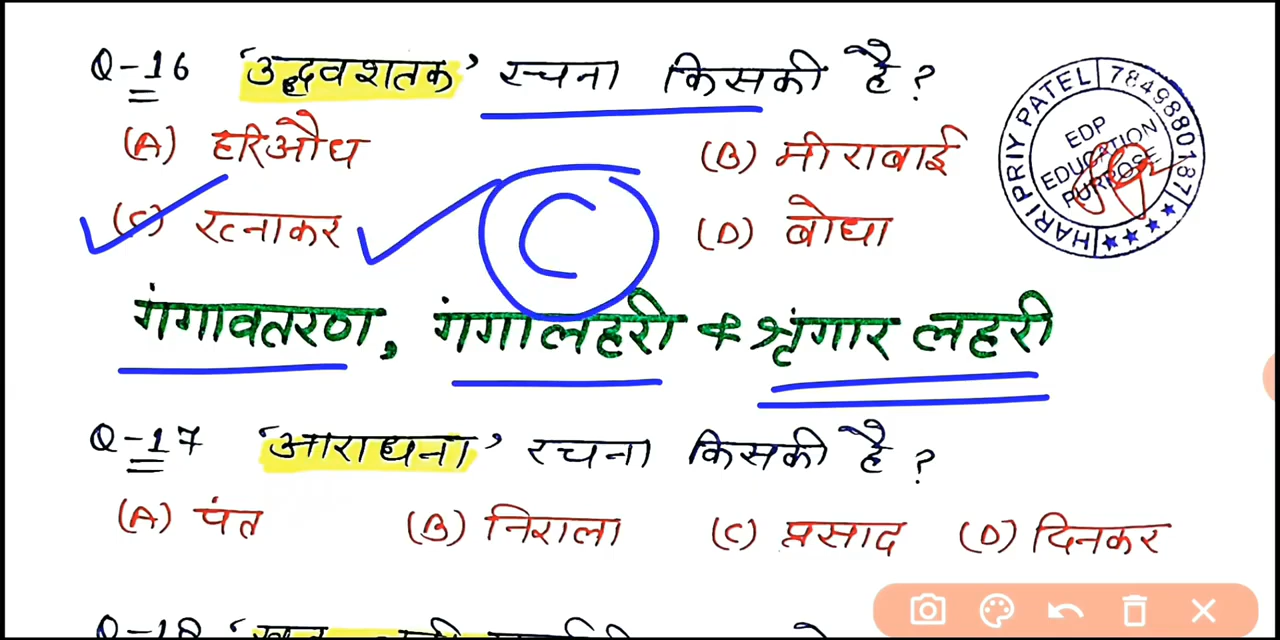 Q-16 'उद्धवशतक' रचना किसकी है?
(A) हरिऔध (B) मीराबाई
(C) रत्नाकर (D) बोधा
C
गंगावतरण, गंगालहरी & शृंगार लहरी
Q-17 'आराधना' रचना किसकी है?
(A) पंत (B) निराला (C) प्रसाद (D) दिनकर
Q-18
HARI PRIY PATEL 7849880187
EDP
EDUCATION
PURPOSE